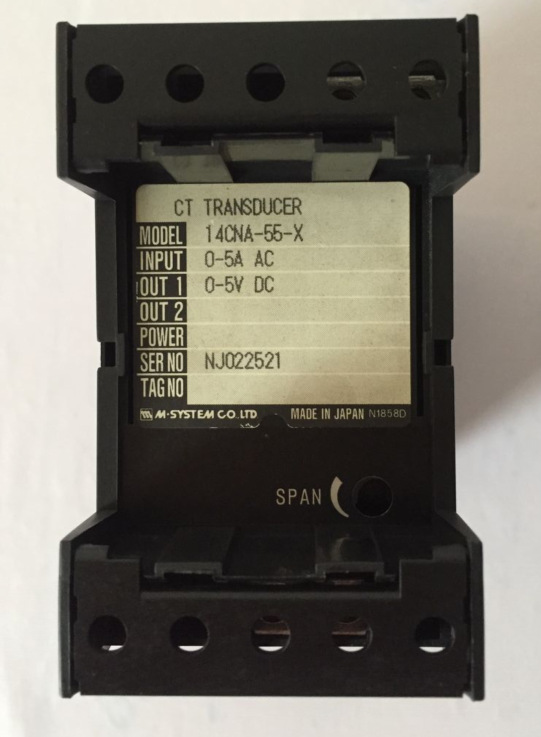 CT TRANSDUCER
MODEL 14CNA-55-X
INPUT 0-5A AC
OUT 1 0-5V DC
OUT 2
POWER
SER NO NJ022521
TAG NO
M-SYSTEM CO.LTD MADE IN JAPAN N1858D
SPAN